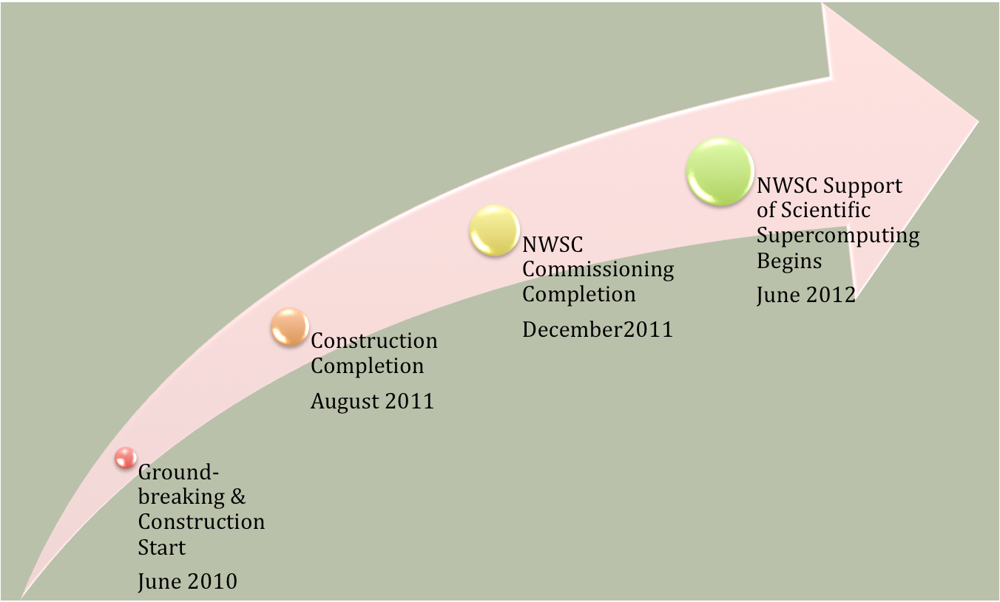 Ground-
breaking &
Construction
Start
June 2010
Construction
Completion
August 2011
NWSC
Commissioning
Completion
December2011
NWSC Support
of Scientific
Supercomputing
Begins
June 2012